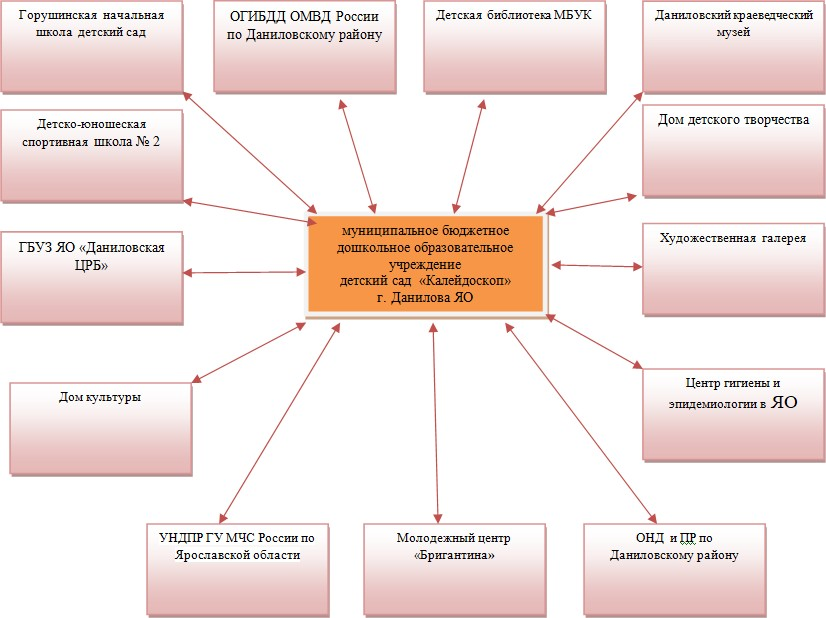 Горушинская начальная
школа детский сад
ОГИБДД ОМВД России
по Даниловскому району
Детская библиотека МБУК
Даниловский краеведческий
музей
Детско-юношеская
спортивная школа № 2
Дом детского творчества
муниципальное бюджетное
дошкольное образовательное
учреждение
детский сад «Калейдоскоп»
г. Данилова ЯО
ГБУЗ ЯО «Даниловская
ЦРБ»
Художественная галерея
Дом культуры
Центр гигиены и
эпидемиологии в ЯО
УНДПР ГУ МЧС России по
Ярославской области
Молодежный центр
«Бригантина»
ОНД и ПР по
Даниловскому району